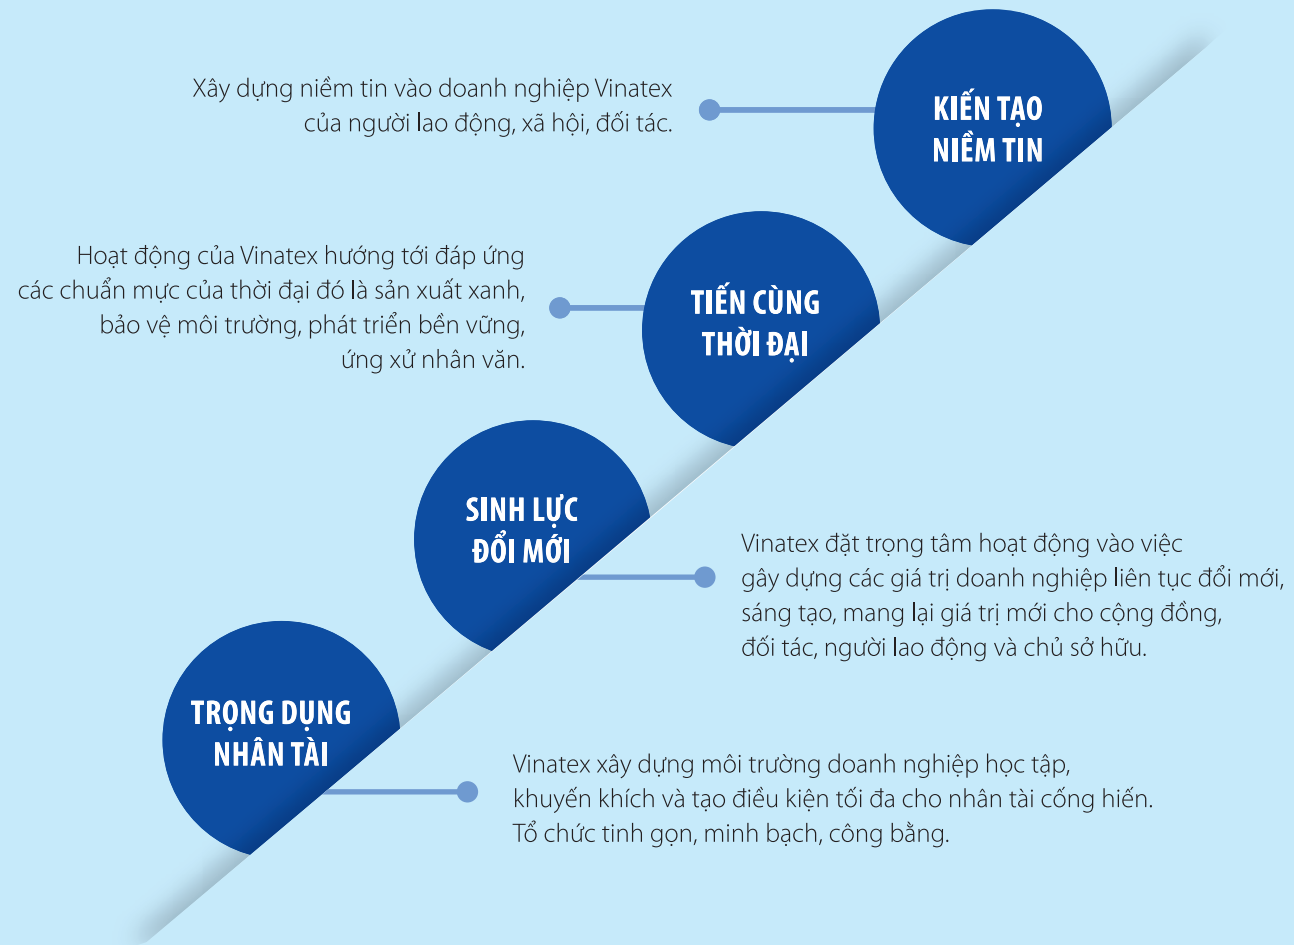 Xây dựng niềm tin vào doanh nghiệp Vinatex
của người lao động, xã hội, đối tác.
KIẾN TẠO
NIỀM TIN
Hoạt động của Vinatex hướng tới đáp ứng
các chuẩn mực của thời đại đó là sản xuất xanh,
bảo vệ môi trường, phát triển bền vững,
ứng xử nhân văn.
TIẾN CÙNG
THỜI ĐẠI
SINH LỰC
ĐỔI MỚI
Vinatex đặt trọng tâm hoạt động vào việc
gây dựng các giá trị doanh nghiệp liên tục đổi mới,
sáng tạo, mang lại giá trị mới cho cộng đồng,
đối tác, người lao động và chủ sở hữu.
TRỌNG DỤNG
NHÂN TÀI
Vinatex xây dựng môi trường doanh nghiệp học tập,
khuyến khích và tạo điều kiện tối đa cho nhân tài cống hiến.
Tổ chức tinh gọn, minh bạch, công bằng.